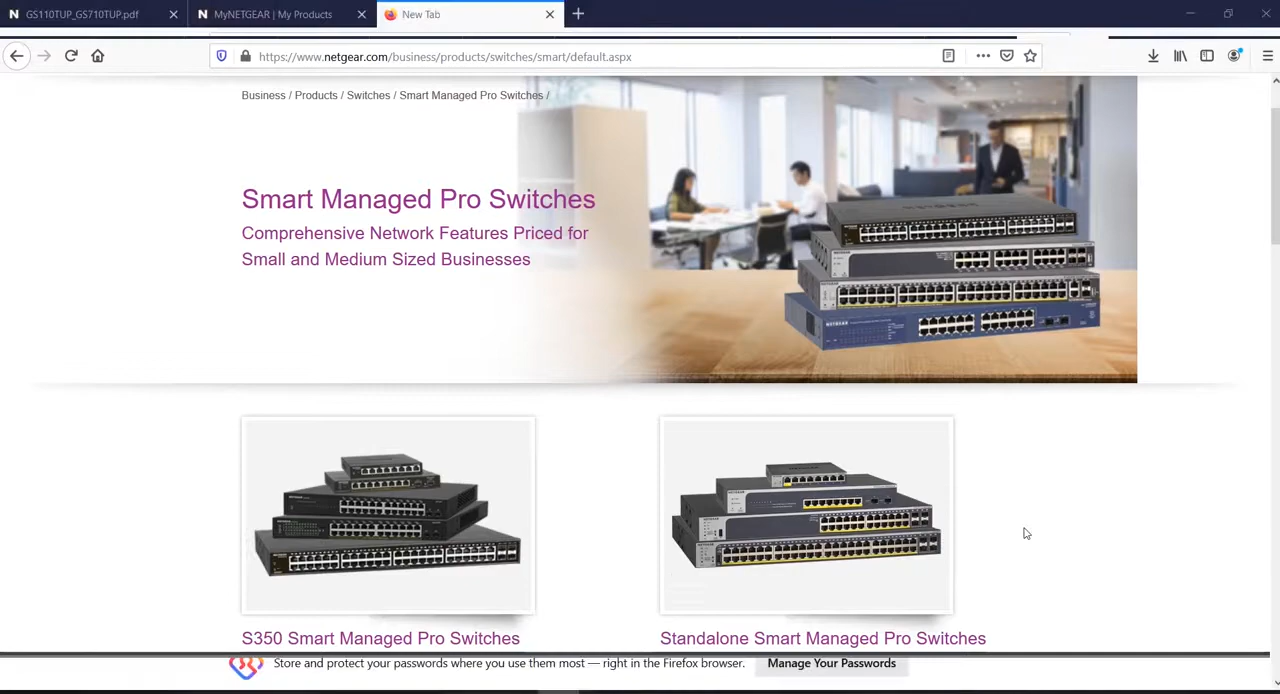 GS110TUP_GS710TUP.pdf
MyNETGEAR | My Products
New Tab
https://www.netgear.com/business/products/switches/smart/default.aspx
Business / Products / Switches / Smart Managed Pro Switches /
Smart Managed Pro Switches
Comprehensive Network Features Priced for
Small and Medium Sized Businesses
NETGEAR
S350 Smart Managed Pro Switches
Standalone Smart Managed Pro Switches
Store and protect your passwords where you use them most — right in the Firefox browser.
Manage Your Passwords